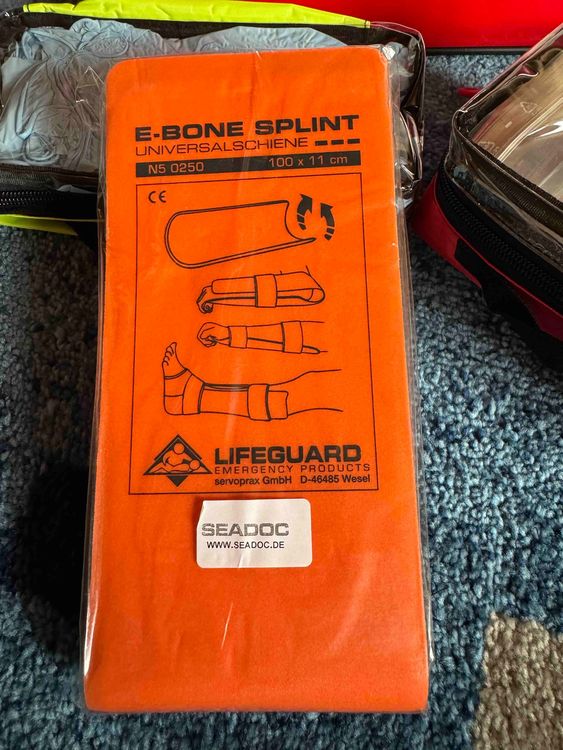 E-BONE SPLINT
UNIVERSALSCHIENE
N5 0250 100 x 11 cm
CE
LIFEGUARD
EMERGENCY PRODUCTS
servoprax GmbH D-46485 Wesel
SEADOC
WWW.SEADOC.DE